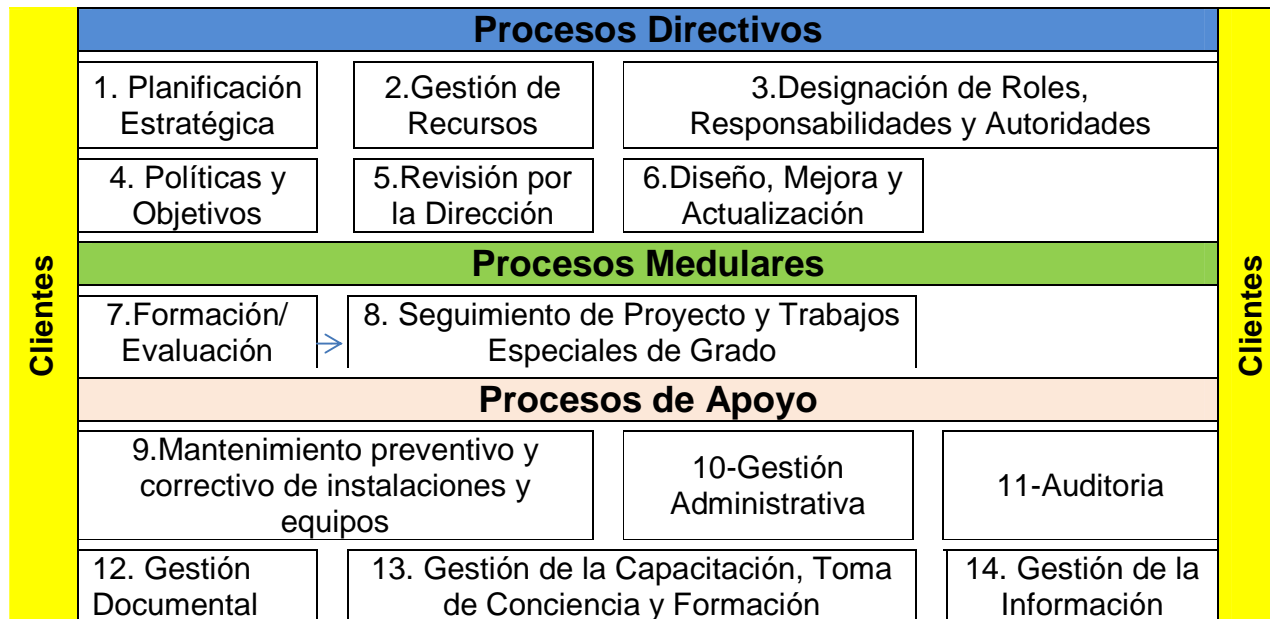 Clientes
Procesos Directivos
1. Planificación
Estratégica
2.Gestión de
Recursos
3.Designación de Roles,
Responsabilidades y Autoridades
4. Políticas y
Objetivos
5.Revisión por
la Dirección
6.Diseño, Mejora y
Actualización
Procesos Medulares
7.Formación/
Evaluación
8. Seguimiento de Proyecto y Trabajos
Especiales de Grado
Procesos de Apoyo
9.Mantenimiento preventivo y
correctivo de instalaciones y
equipos
10-Gestión
Administrativa
11-Auditoria
12. Gestión
Documental
13. Gestión de la Capacitación, Toma
de Conciencia y Formación
14. Gestión de la
Información
Clientes